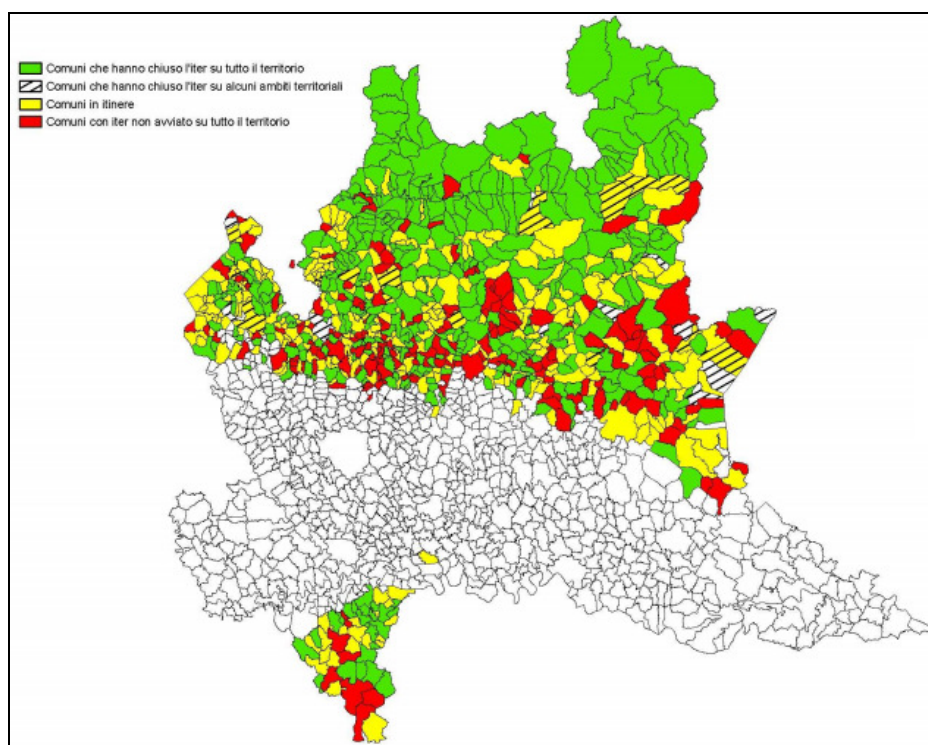 Comuni che hanno chiuso l'iter su tutto il territorio
Comuni che hanno chiuso l'iter su alcuni ambiti territoriali
Comuni in itinere
Comuni con iter non avviato su tutto il territorio